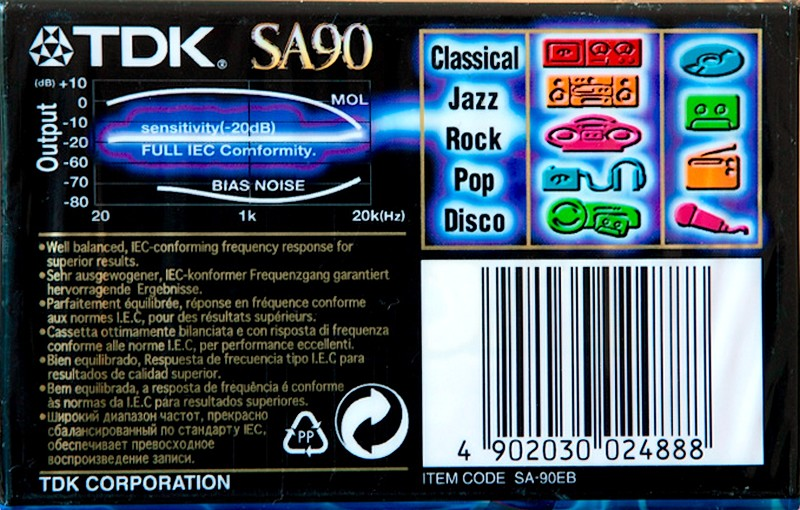 TDK® SA90
(dB) +10
0
-10
-20
-60
-70
-80
Output
MOL
sensitivity(-20dB)
FULL IEC Comformity.
BIAS NOISE
20 1k 20k(Hz)
Classical
Jazz
Rock
Pop
Disco
•Well balanced, IEC-conforming frequency response for
superior results.
•Sehr ausgewogener, IEC-konformer Frequenzgang garantiert
hervorragende Ergebnisse.
•Parfaitement équilibrée, réponse en fréquence conforme
aux normes I.E.C, pour des résultats supérieurs.
•Cassetta ottimamente bilanciata e con risposta di frequenza
conforme alle norme I.E.C, per performance eccellenti.
•Bien equilibrado, Respuesta de frecuencia tipo I.E.C para
resultados de calidad superior.
•Bem equilibrada, a resposta de frequência é conforme
às normas da I.E.C para resultados superiores.
•Широкий диапазон частот, прекрасно
сбалансированный по стандарту IEC,
обеспечивает превосходное
воспроизведение записи.
PP
TDK CORPORATION
4 902030 024888
ITEM CODE SA-90EB